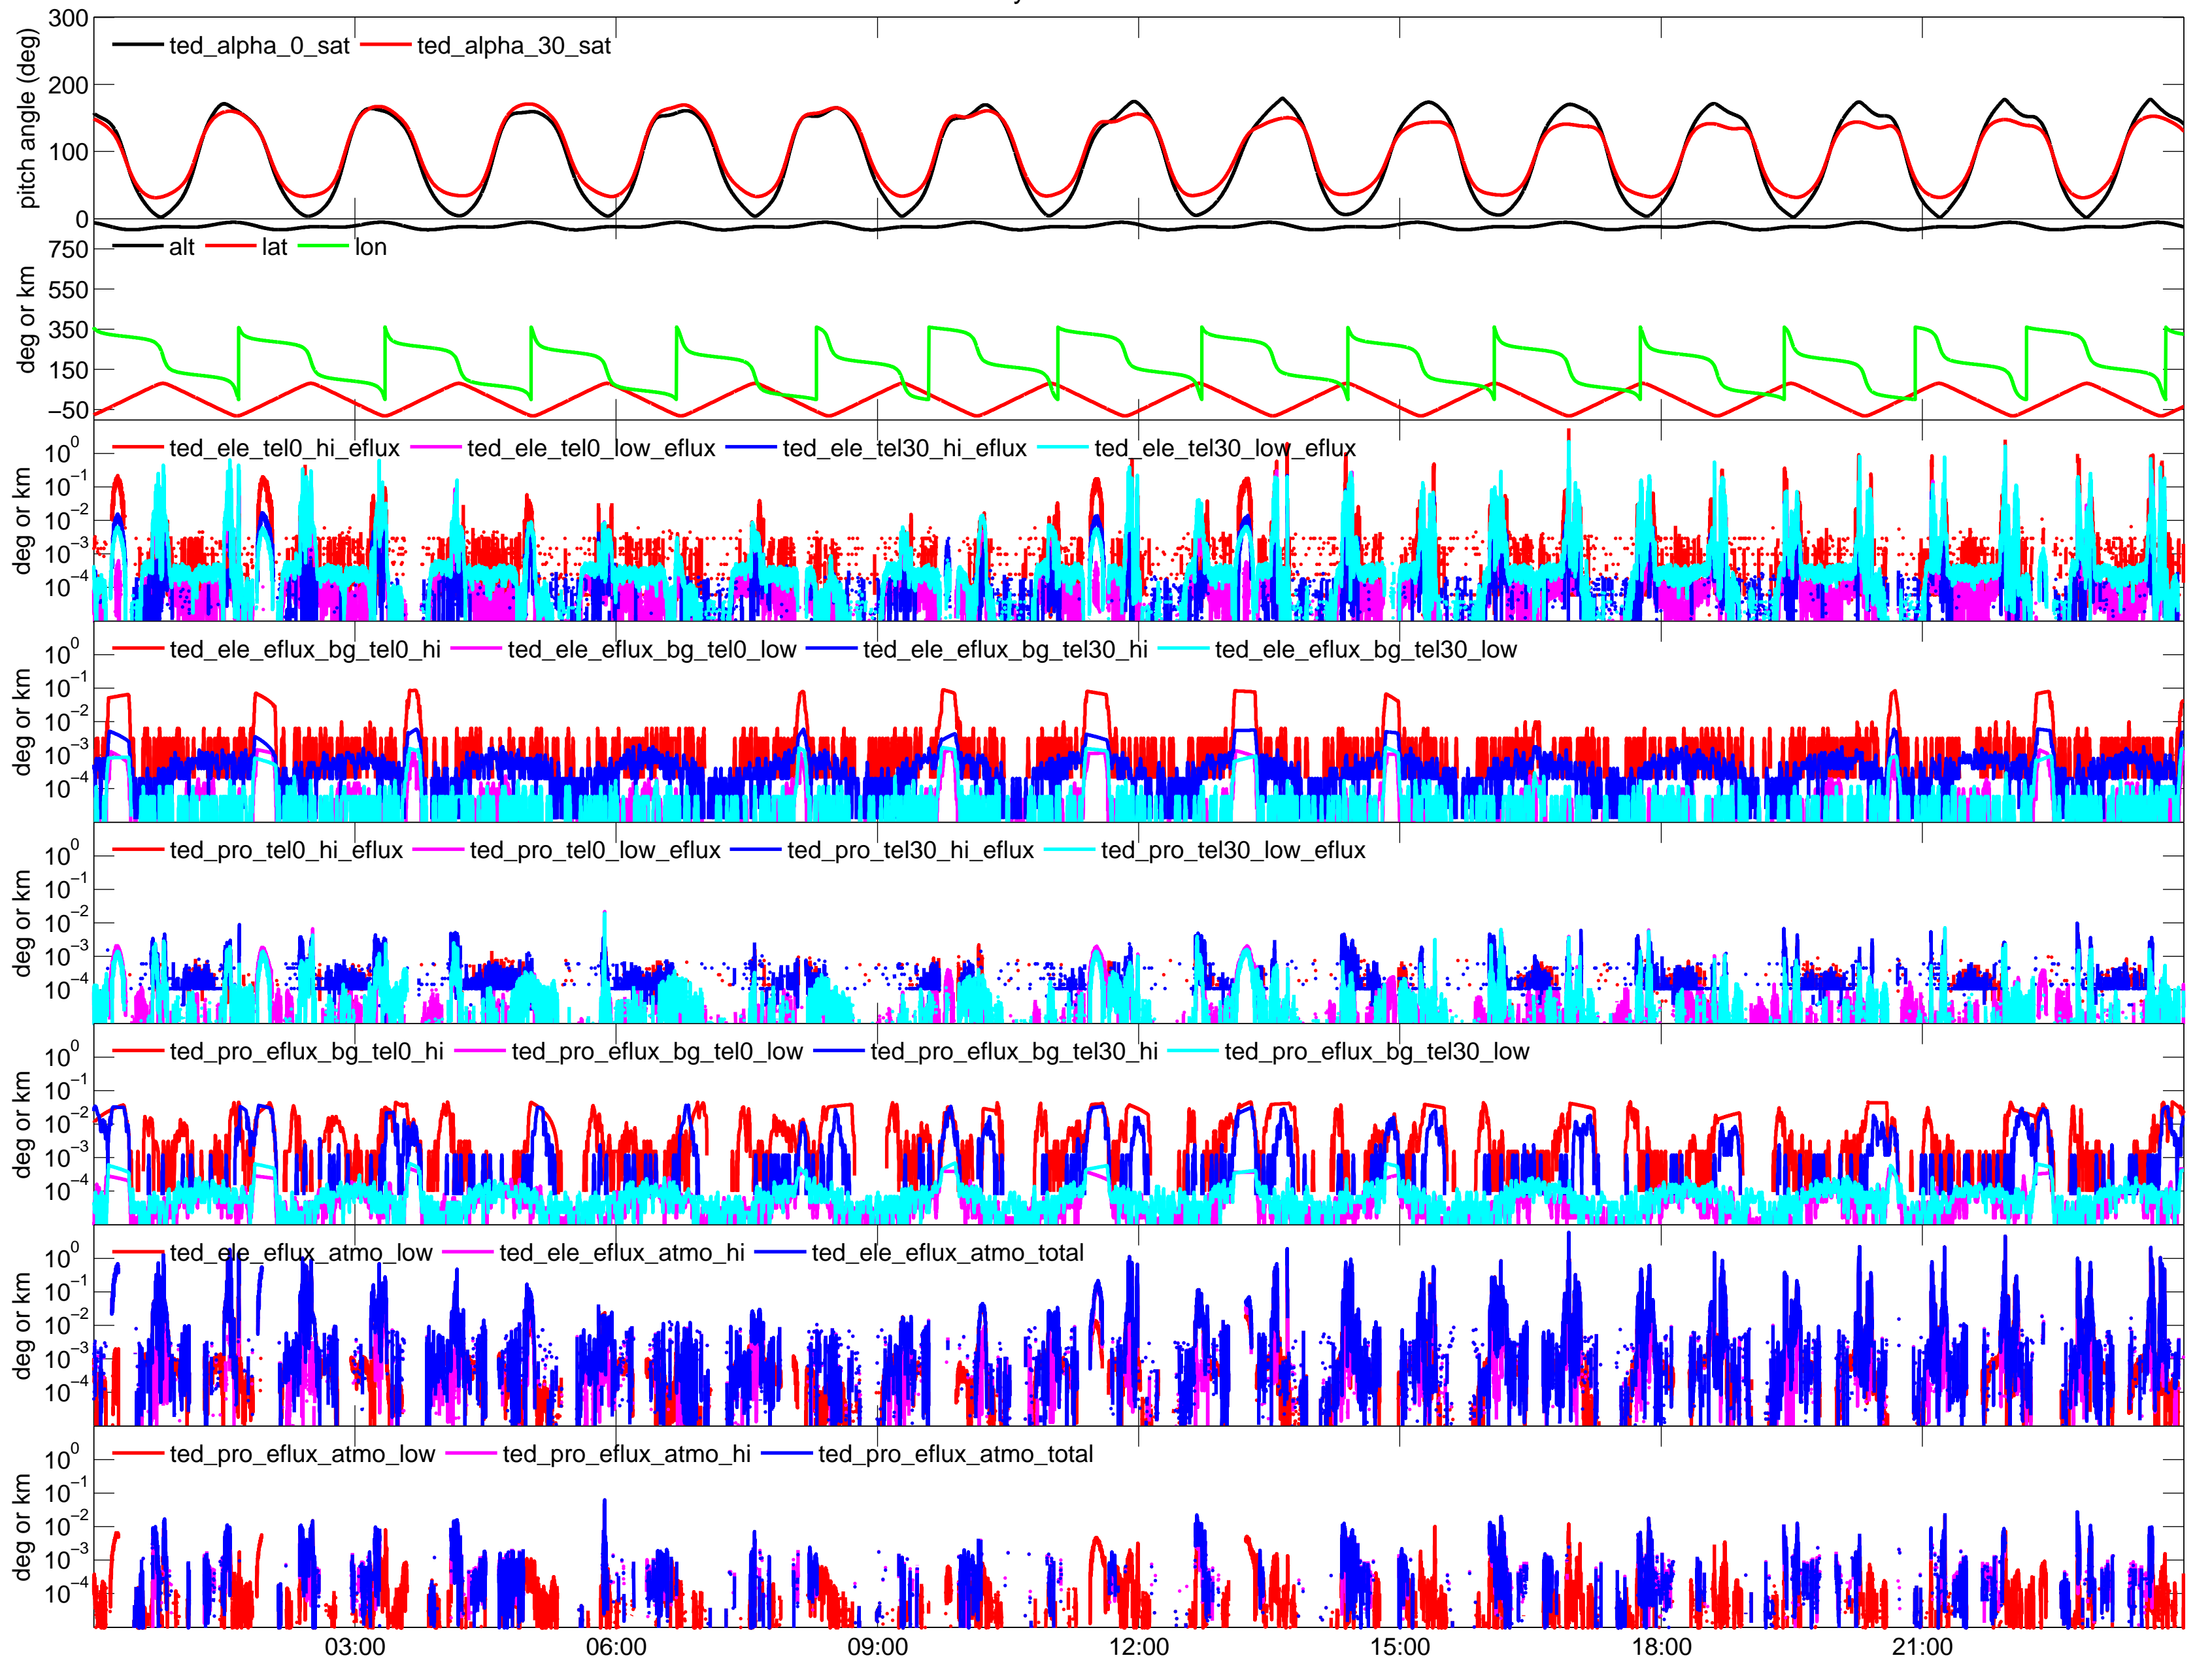 300
ted_alpha_0_sat ted_alpha_30_sat
200
100
0
pitch angle (deg)
alt lat lon
750
550
350
150
−50
deg or km
ted_ele_tel0_hi_eflux ted_ele_tel0_low_eflux ted_ele_tel30_hi_eflux ted_ele_tel30_low_eflux
10^0
10^−1
10^−2
10^−3
10^−4
deg or km
ted_ele_eflux_bg_tel0_hi ted_ele_eflux_bg_tel0_low ted_ele_eflux_bg_tel30_hi ted_ele_eflux_bg_tel30_low
10^0
10^−1
10^−2
10^−3
10^−4
deg or km
ted_pro_tel0_hi_eflux ted_pro_tel0_low_eflux ted_pro_tel30_hi_eflux ted_pro_tel30_low_eflux
10^0
10^−1
10^−2
10^−3
10^−4
deg or km
ted_pro_eflux_bg_tel0_hi ted_pro_eflux_bg_tel0_low ted_pro_eflux_bg_tel30_hi ted_pro_eflux_bg_tel30_low
10^0
10^−1
10^−2
10^−3
10^−4
deg or km
ted_ele_eflux_atmo_low ted_ele_eflux_atmo_hi ted_ele_eflux_atmo_total
10^0
10^−1
10^−2
10^−3
10^−4
deg or km
ted_pro_eflux_atmo_low ted_pro_eflux_atmo_hi ted_pro_eflux_atmo_total
10^0
10^−1
10^−2
10^−3
10^−4
deg or km
03:00 06:00 09:00 12:00 15:00 18:00 21:00